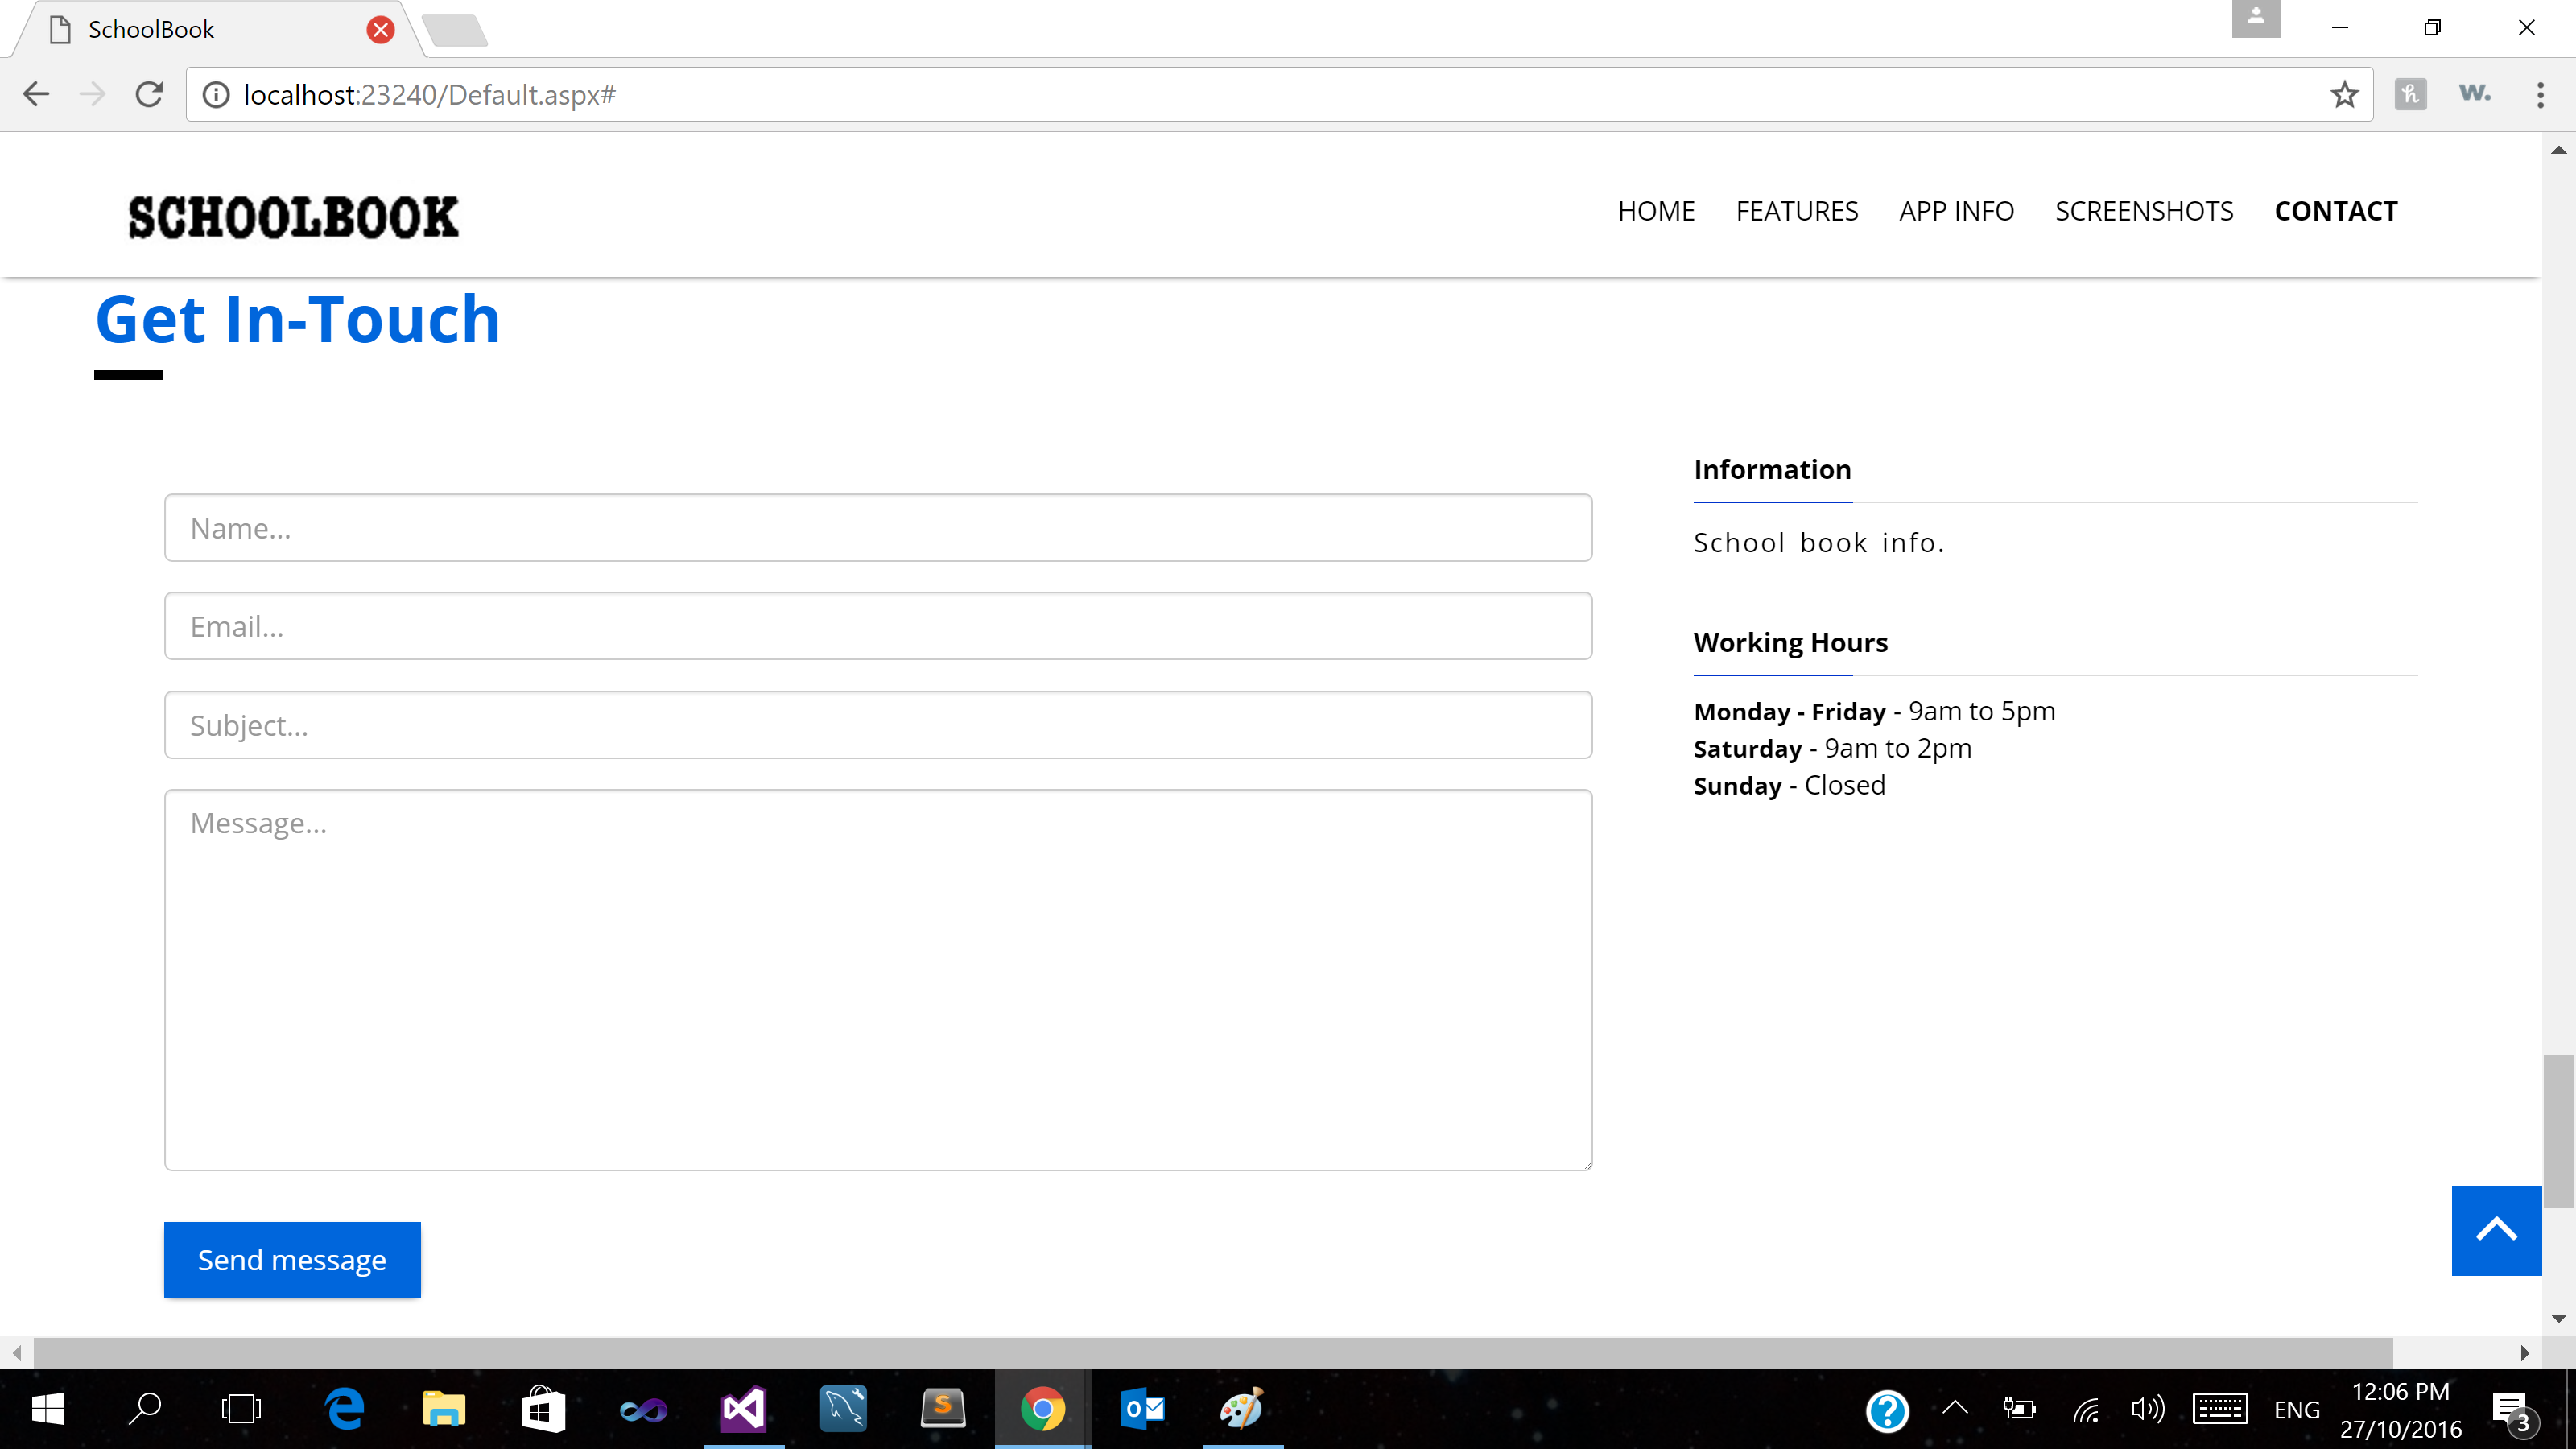 SchoolBook
localhost:23240/Default.aspx#
SCHOOLBOOK
HOME FEATURES APP INFO SCREENSHOTS CONTACT
Get In-Touch
Name...
Email...
Subject...
Message...
Send message
Information
School book info.
Working Hours
Monday - Friday - 9am to 5pm
Saturday - 9am to 2pm
Sunday - Closed
ENG
12:06 PM
27/10/2016
3